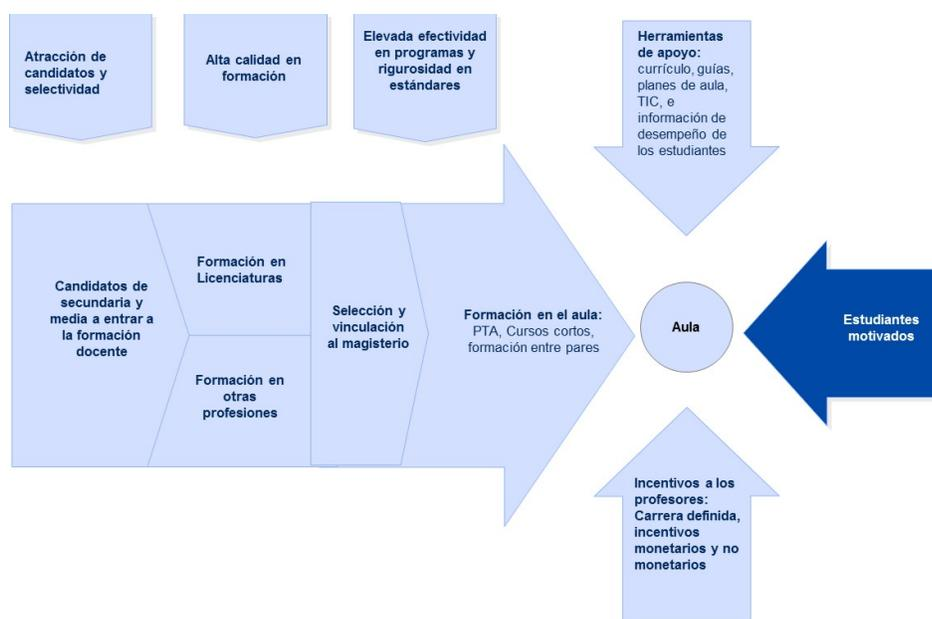 Atracción de
candidatos y
selectividad
Alta calidad en
formación
Elevada efectividad
en programas y
rigurosidad en
estándares
Herramientas
de apoyo:
currículo, guías,
planes de aula,
TIC, e
información de
desempeño de
los estudiantes
Candidatos de
secundaria y
media a entrar a
la formación
docente
Formación en
Licenciaturas
Formación en
otras
profesiones
Selección y
vinculación
al magisterio
Formación en el aula:
PTA, Cursos cortos,
formación entre pares
Aula
Estudiantes
motivados
Incentivos a los
profesores:
Carrera definida,
incentivos
monetarios y no
monetarios